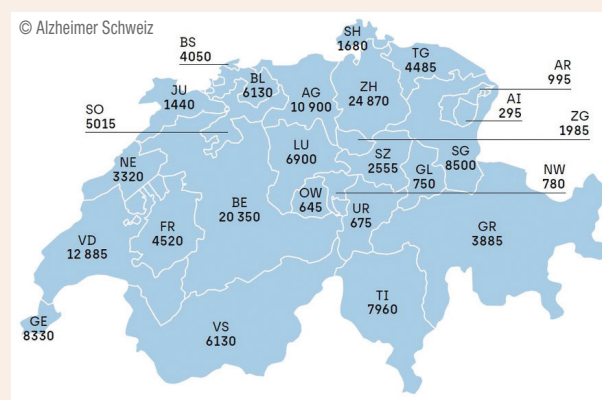 © Alzheimer Schweiz
SH
1680
BS
4050
TG
4485
BL
6130
AR
995
JU
1440
AG
10 900
ZH
24 870
AI
295
SO
5015
ZG
1985
LU
6900
SZ
2555
SG
8500
NE
3320
GL
750
NW
780
OW
645
BE
20 350
UR
675
FR
4520
GR
3885
VD
12 885
TI
7960
GE
8330
VS
6130